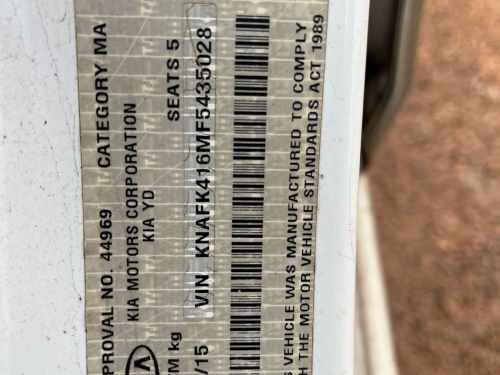 PPROVAL NO. 44969 CATEGORY MA
KIA MOTORS CORPORATION
KIA YD SEATS 5
VIN KNAFK416MF5435028
M kg
/15
S VEHICLE WAS MANUFACTURED TO COMPLY
H THE MOTOR VEHICLE STANDARDS ACT 1989